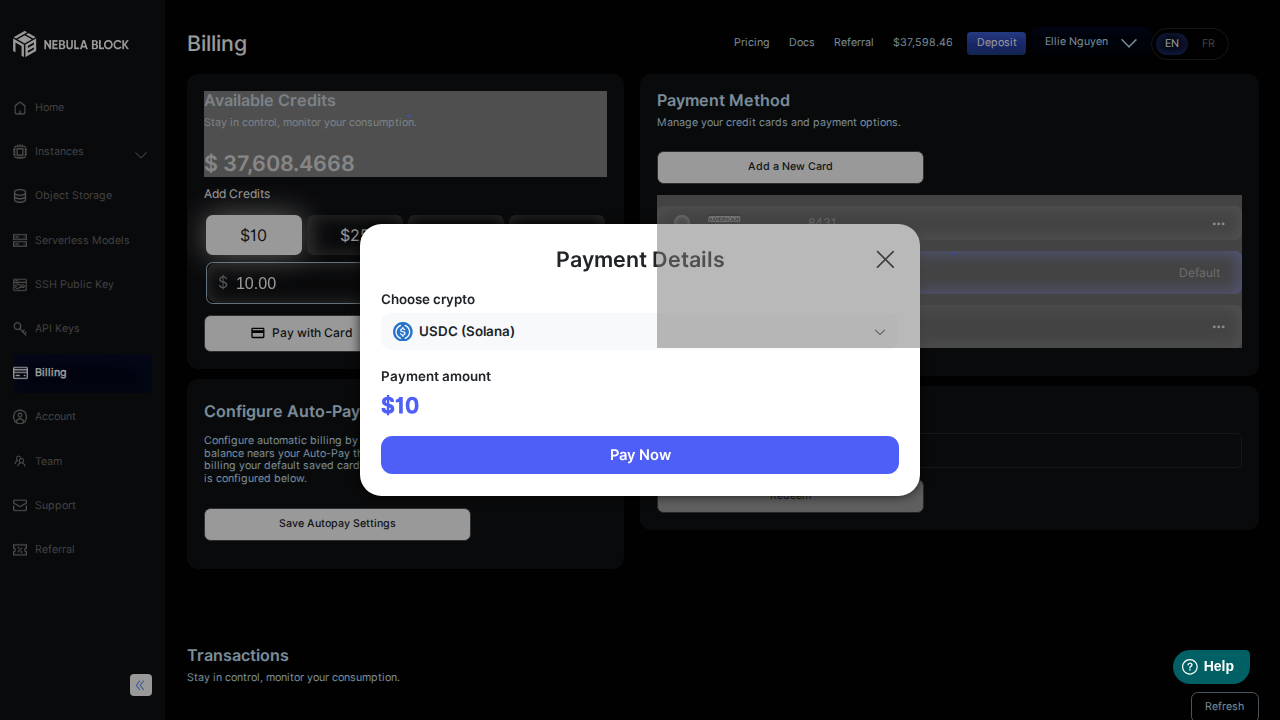 NEBULA BLOCK
Home
Instances
Object Storage
Serverless Models
SSH Public Key
API Keys
Billing
Account
Team
Support
Referral
Billing
Pricing
Docs
Referral
$37,598.46
Deposit
Ellie Nguyen
EN
FR
Available Credits
Stay in control, monitor your consumption.
$ 37,608.4668
Add Credits
$10
$ 10.00
Pay with Card
Configure Auto-Pay
Configure automatic billing by
balance nears your Auto-Pay
billing your default saved card
is configured below.
Save Autopay Settings
Payment Method
Manage your credit cards and payment options.
Add a New Card
8431
Default
Redeem
Payment Details
Choose crypto
USDC (Solana)
Payment amount
$10
Pay Now
Transactions
Stay in control, monitor your consumption.
Help
Refresh